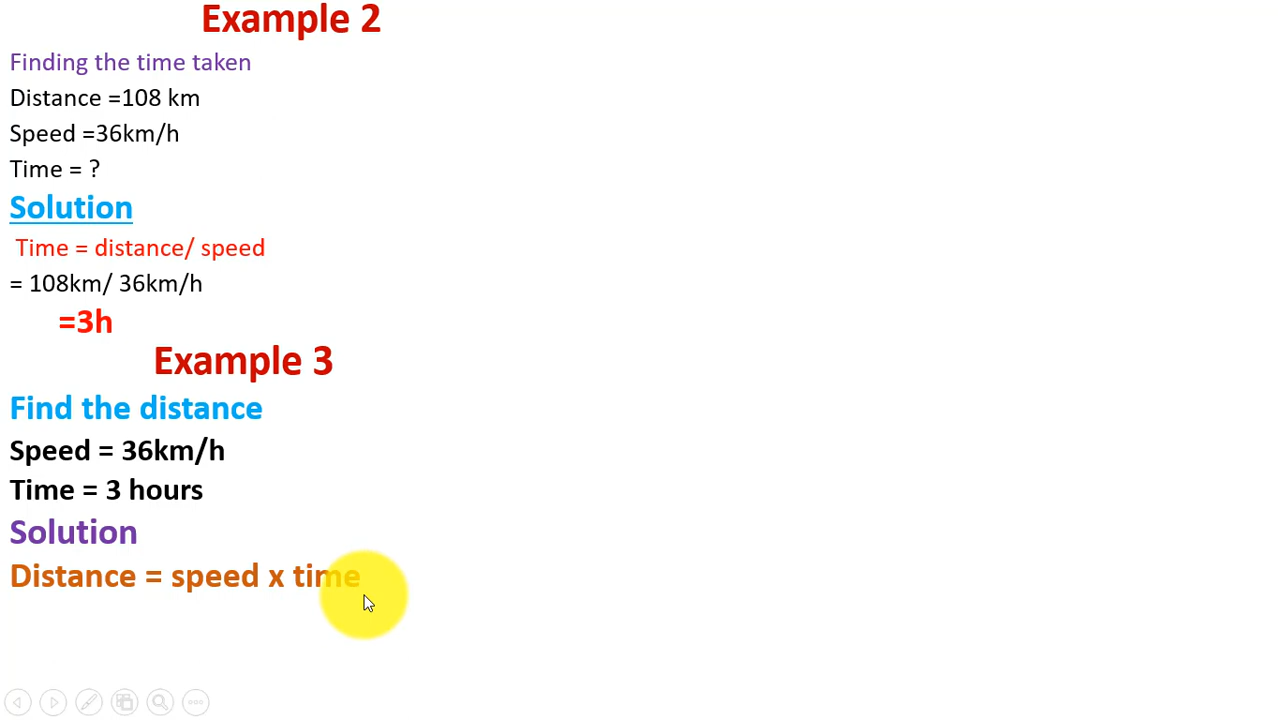 Example 2
Finding the time taken
Distance =108 km
Speed =36km/h
Time = ?
Solution
Time = distance/ speed
= 108km/ 36km/h
=3h
Example 3
Find the distance
Speed = 36km/h
Time = 3 hours
Solution
Distance = speed x time